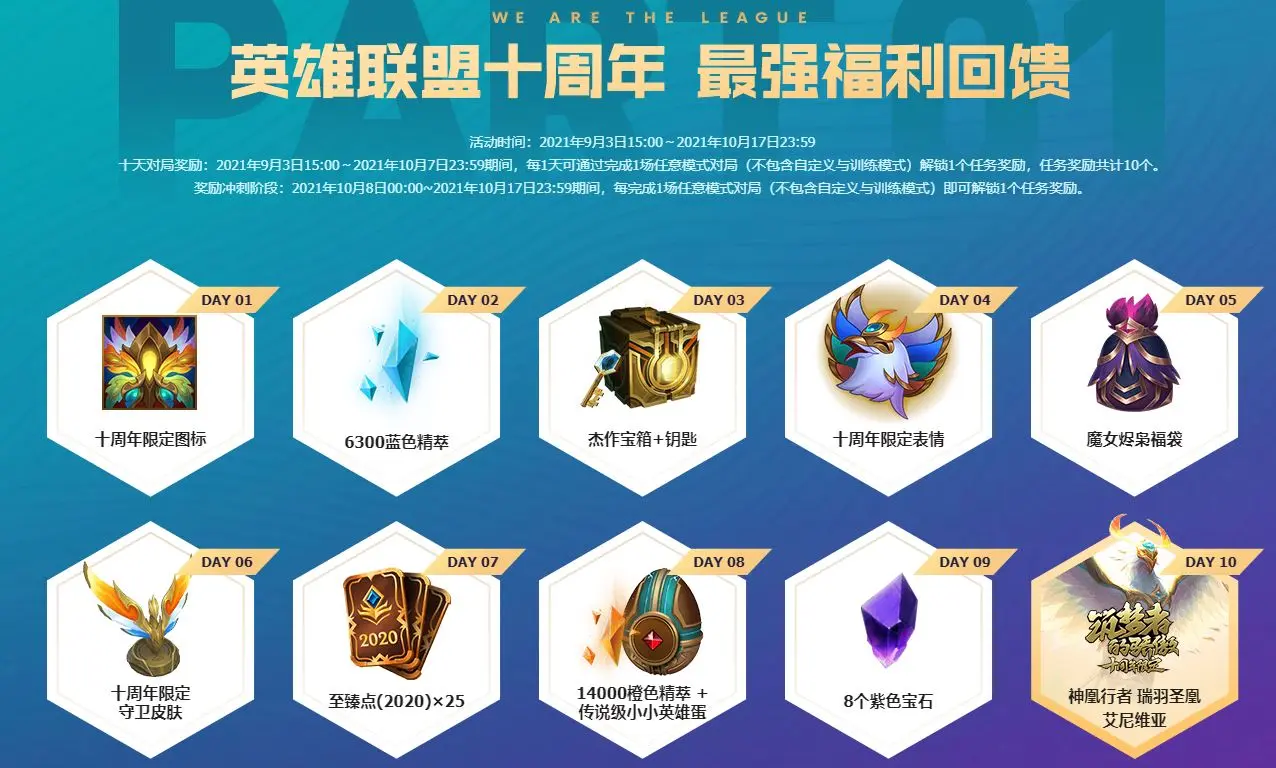 WE ARE THE LEAGUE
PART 01
英雄联盟十周年 最强福利回馈
活动时间：2021年9月3日15:00～2021年10月17日23:59
十天对局奖励：2021年9月3日15:00～2021年10月7日23:59期间，每1天可通过完成1场任意模式对局（不包含自定义与训练模式）解锁1个任务奖励，任务奖励共计10个。
奖励冲刺阶段：2021年10月8日00:00~2021年10月17日23:59期间，每完成1场任意模式对局（不包含自定义与训练模式）即可解锁1个任务奖励。
DAY 01
十周年限定图标
DAY 02
6300蓝色精萃
DAY 03
杰作宝箱+钥匙
DAY 04
十周年限定表情
DAY 05
魔女烬枭福袋
DAY 06
十周年限定
守卫皮肤
DAY 07
2020
至臻点(2020)×25
DAY 08
14000橙色精萃 +
传说级小小英雄蛋
DAY 09
8个紫色宝石
DAY 10
筑梦者
的骄傲
十周年限定
神凰行者 瑞羽圣凰
艾尼维亚